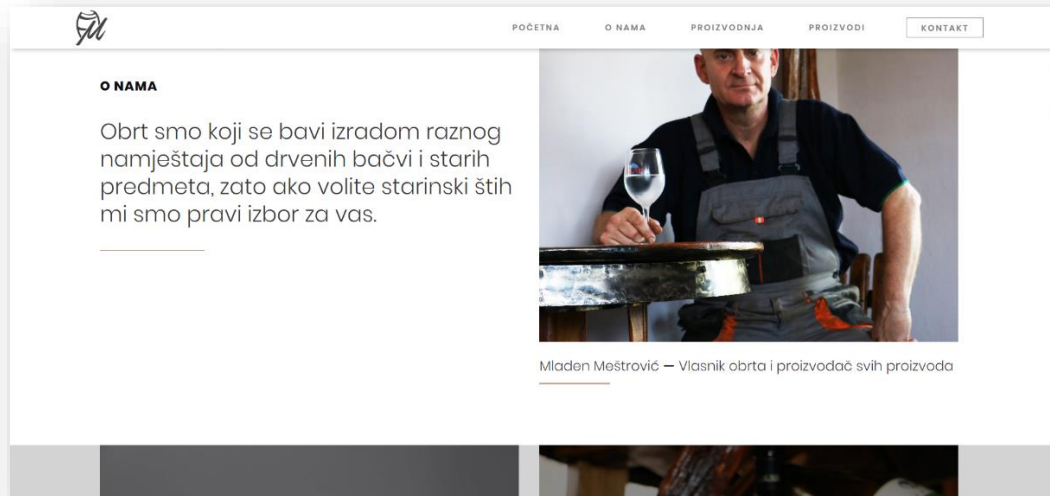 POČETNA
O NAMA
PROIZVODNJA
PROIZVODI
KONTAKT
O NAMA
Obrt smo koji se bavi izradom raznog
namještaja od drvenih bačvi i starih
predmeta, zato ako volite starinski štih
mi smo pravi izbor za vas.
Mladen Meštrović — Vlasnik obrta i proizvođač svih proizvoda